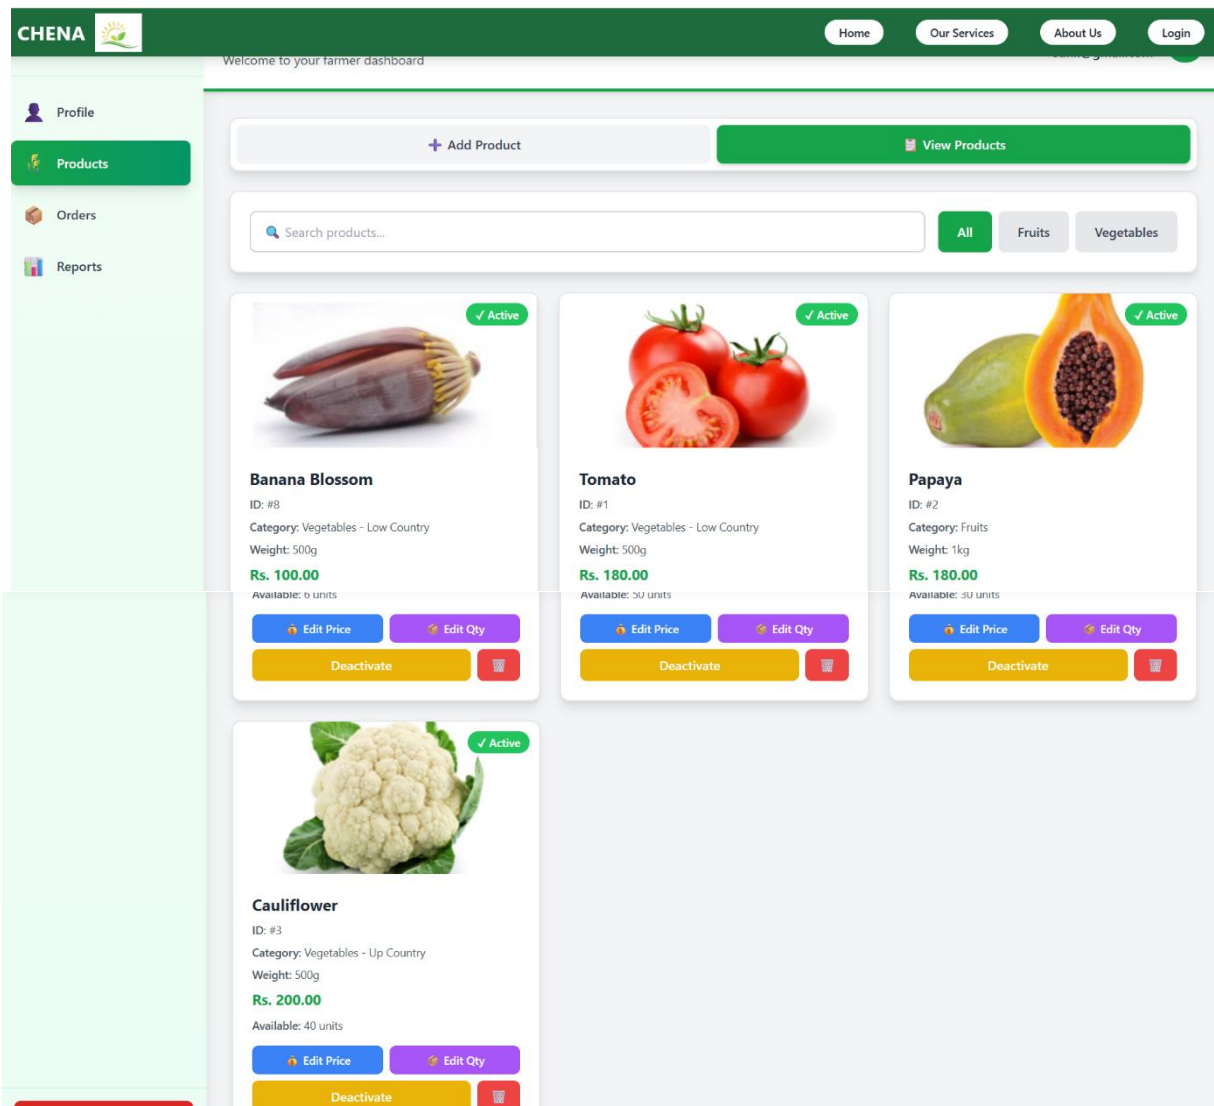 CHENA
Home
Our Services
About Us
Login
Welcome to your farmer dashboard
Profile
Products
Orders
Reports
Add Product
View Products
Search products...
All
Fruits
Vegetables
✓ Active
Banana Blossom
ID: #8
Category: Vegetables - Low Country
Weight: 500g
Rs. 100.00
Available: 6 units
Edit Price
Edit Qty
Deactivate
✓ Active
Tomato
ID: #1
Category: Vegetables - Low Country
Weight: 500g
Rs. 180.00
Available: 50 units
Edit Price
Edit Qty
Deactivate
✓ Active
Papaya
ID: #2
Category: Fruits
Weight: 1kg
Rs. 180.00
Available: 30 units
Edit Price
Edit Qty
Deactivate
✓ Active
Cauliflower
ID: #3
Category: Vegetables - Up Country
Weight: 500g
Rs. 200.00
Available: 40 units
Edit Price
Edit Qty
Deactivate